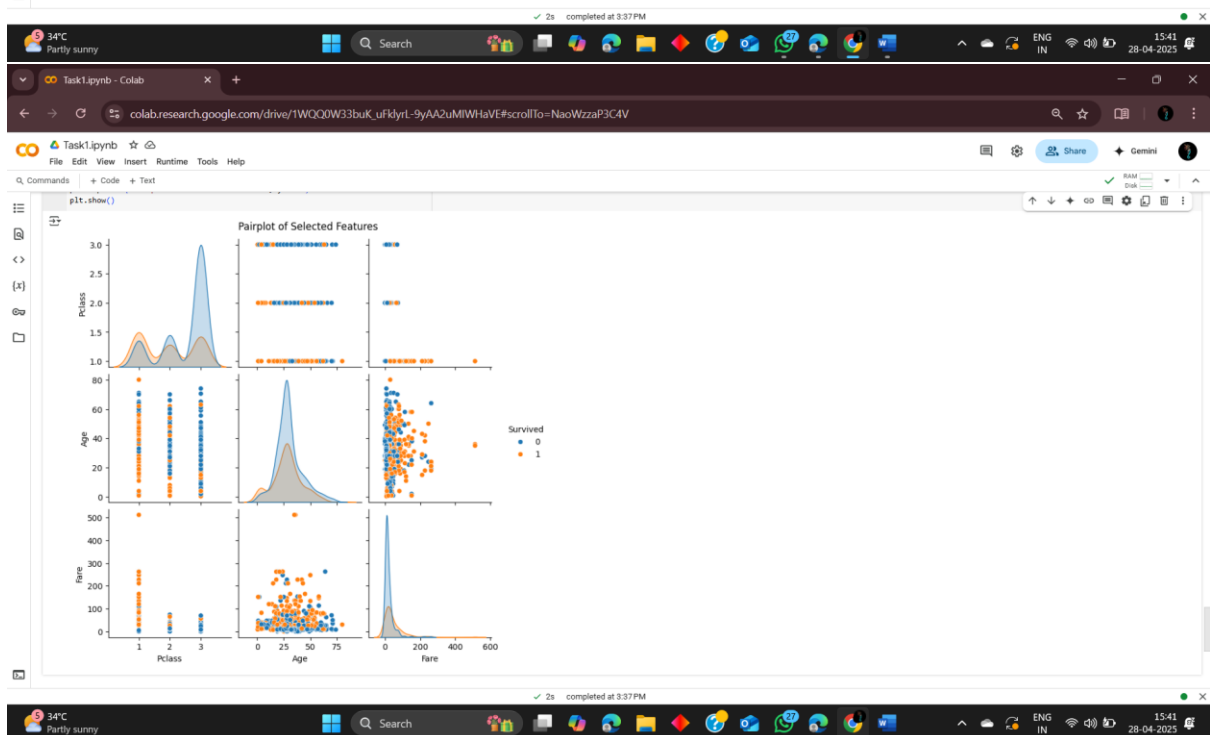 ✓ 2s completed at 3:37 PM
5
34°C
Partly sunny
Search
27
ENG
IN
15:41
28-04-2025
Task1.ipynb - Colab
colab.research.google.com/drive/1WQQ0W33buK_uFklyrL-9yAA2uMIWHaVE#scrollTo=NaoWzzaP3C4V
Task1.ipynb
File Edit View Insert Runtime Tools Help
Share
Gemini
Commands + Code + Text
RAM
Disk
plt.show()
{x}
Pairplot of Selected Features
3.0
2.5
2.0
1.5
1.0
Pclass
80
60
40
20
0
Age
Survived
0
1
500
400
300
200
100
0
Fare
1 2 3
Pclass
0 25 50 75
Age
0 200 400 600
Fare
✓ 2s completed at 3:37 PM
5
34°C
Partly sunny
Search
27
ENG
IN
15:41
28-04-2025